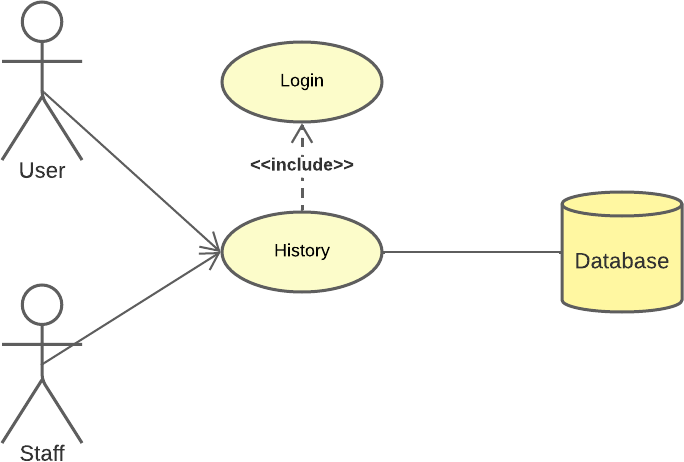 Login
<<include>>
User
History
Database
Staff